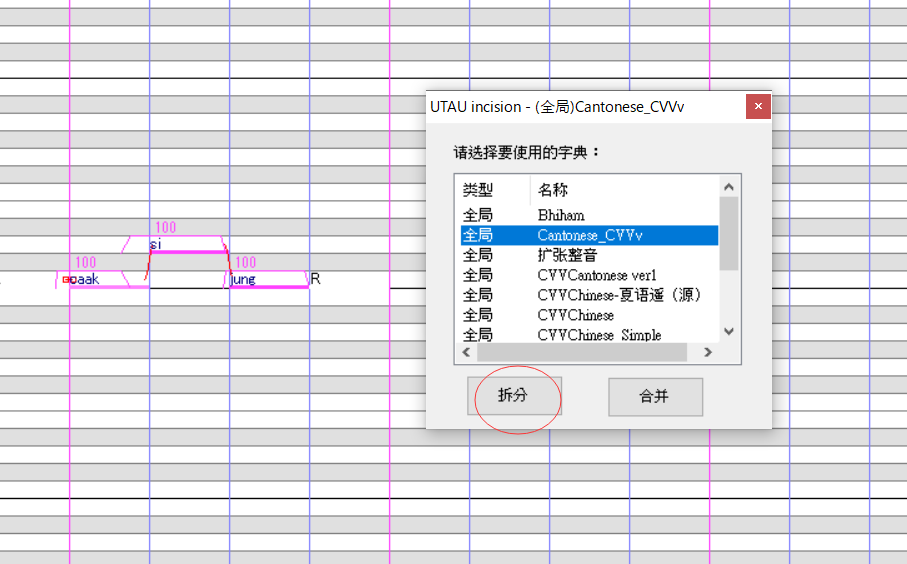 UTAU incision - (全局)Cantonese_CVVv
请选择要使用的字典：
类型 名称
全局 Bhiham
全局 Cantonese_CVVv
全局 扩张整音
全局 CVVCantonese ver1
全局 CVVChinese-夏语遥（源）
全局 CVVChinese
全局 CVVChinese_Simple
拆分 合并
100
si
100 100
baak jung R